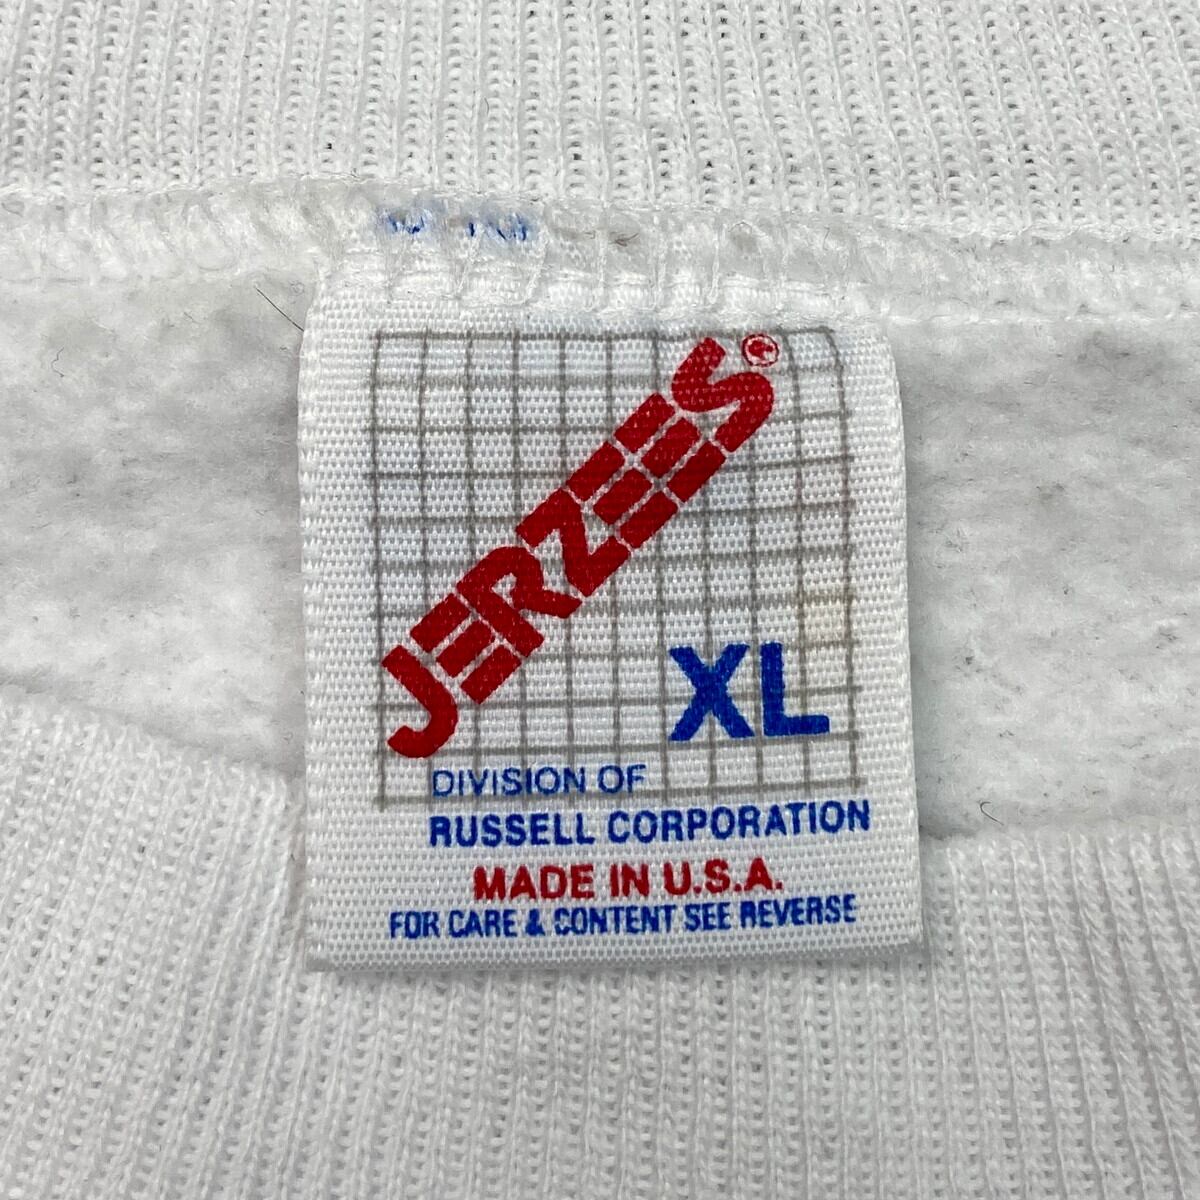 JERZEES®
XL
DIVISION OF
RUSSELL CORPORATION
MADE IN U.S.A.
FOR CARE & CONTENT SEE REVERSE